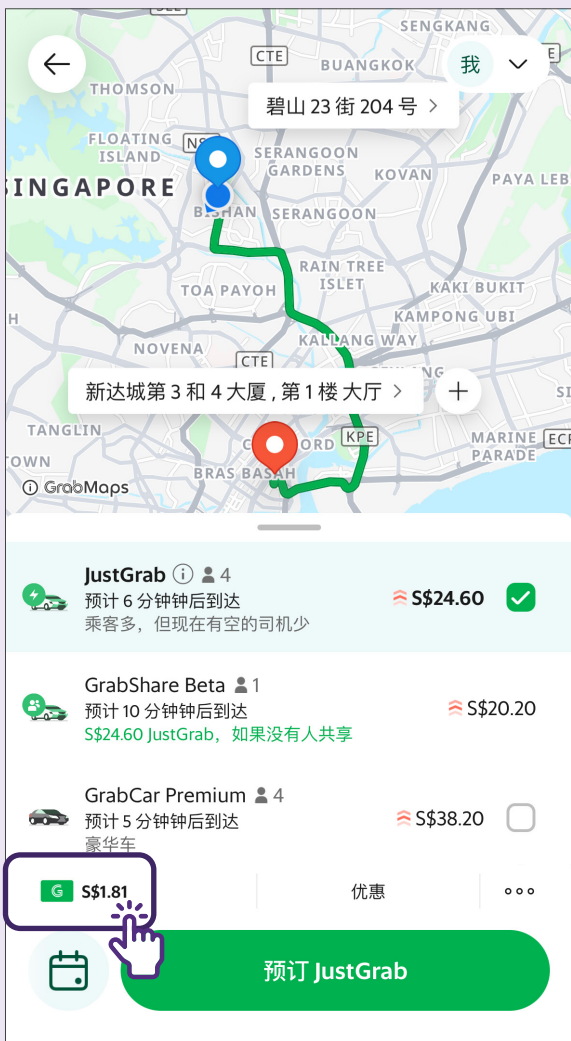 SENGKANG
CTE
BUANGKOK
我
E
THOMSON
碧山 23 街 204 号
FLOATING
ISLAND
NS
SERANGOON
GARDENS
KOVAN
SINGAPORE
PAYA LEB
BISHAN
SERANGOON
RAIN TREE
ISLET
TOA PAYOH
KAKI BUKIT
H
KAMPONG UBI
KALLANG WAY
NOVENA
CTE
新达城第 3 和 4 大厦 , 第 1 楼 大厅
SI
TANGLIN
ORD
KPE
MARINE
PARADE
ECP
TOWN
BRAS BASAH
GrabMaps
JustGrab 4
预计 6 分钟钟后到达
S$24.60
乘客多，但现在有空的司机少
GrabShare Beta 1
预计 10 分钟钟后到达
S$20.20
S$24.60 JustGrab，如果没有人共享
GrabCar Premium 4
预计 5 分钟钟后到达
S$38.20
豪华车
G S$1.81
优惠
预订 JustGrab